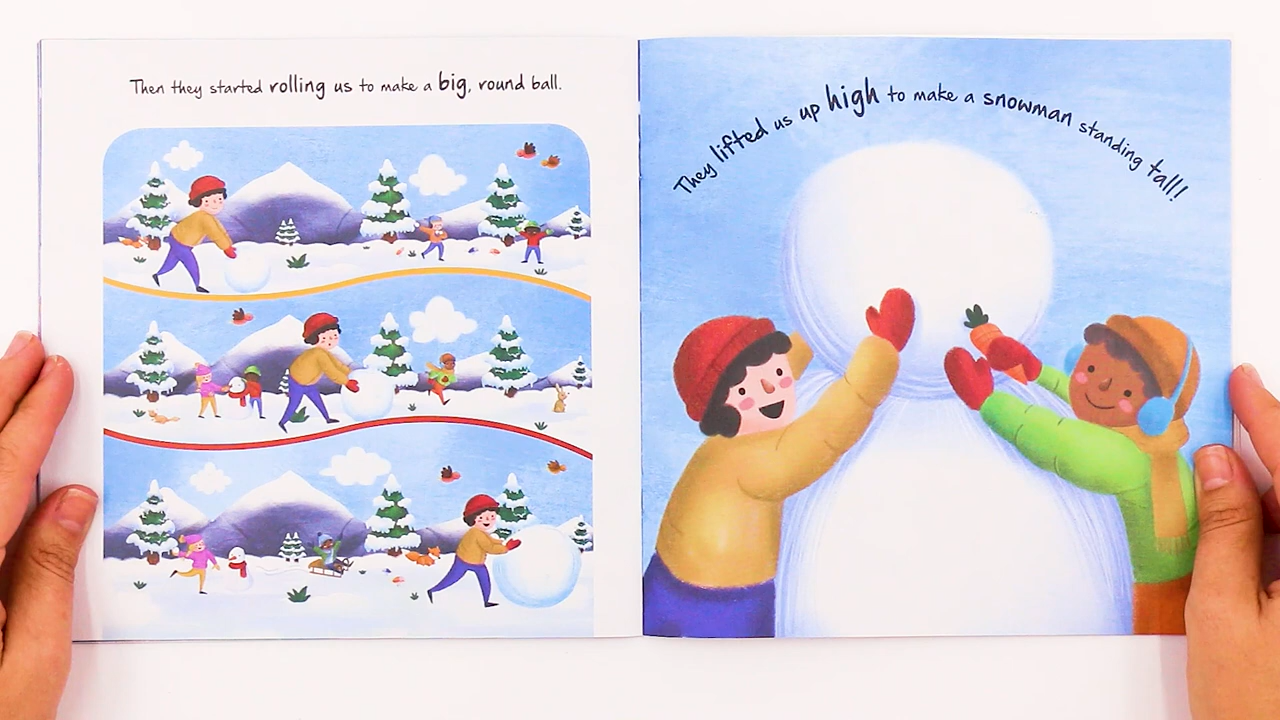 Then they started rolling us to make a big, round ball.
They lifted us up high to make a snowman standing tall!